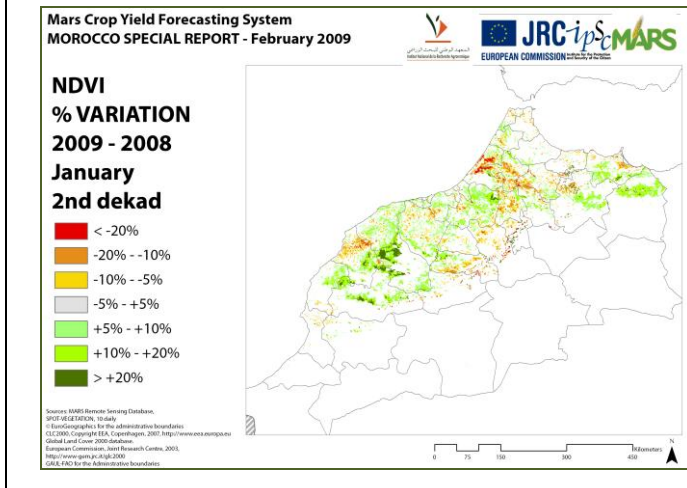 Mars Crop Yield Forecasting System
MOROCCO SPECIAL REPORT - February 2009
JRC ipsc MARS
EUROPEAN COMMISSION
NDVI
% VARIATION
2009 - 2008
January
2nd dekad
< -20%
-20% - -10%
-10% - -5%
-5% - +5%
+5% - +10%
+10% - +20%
> +20%
Sources: MARS Remote Sensing Database,
SPOT-VEGETATION, 10-daily
© EuroGeographics for the administrative boundaries
CLC2000, Copyright EEA, Copenhagen, 2007, http://www.eea.europa.eu
Global Land Cover 2000 database.
European Commission, Joint Research Centre, 2003,
http://www-gvm.jrc.it/glc2000
GAUL-FAO for the Administrative boundaries
Kilometers
0 75 150 300 450
N